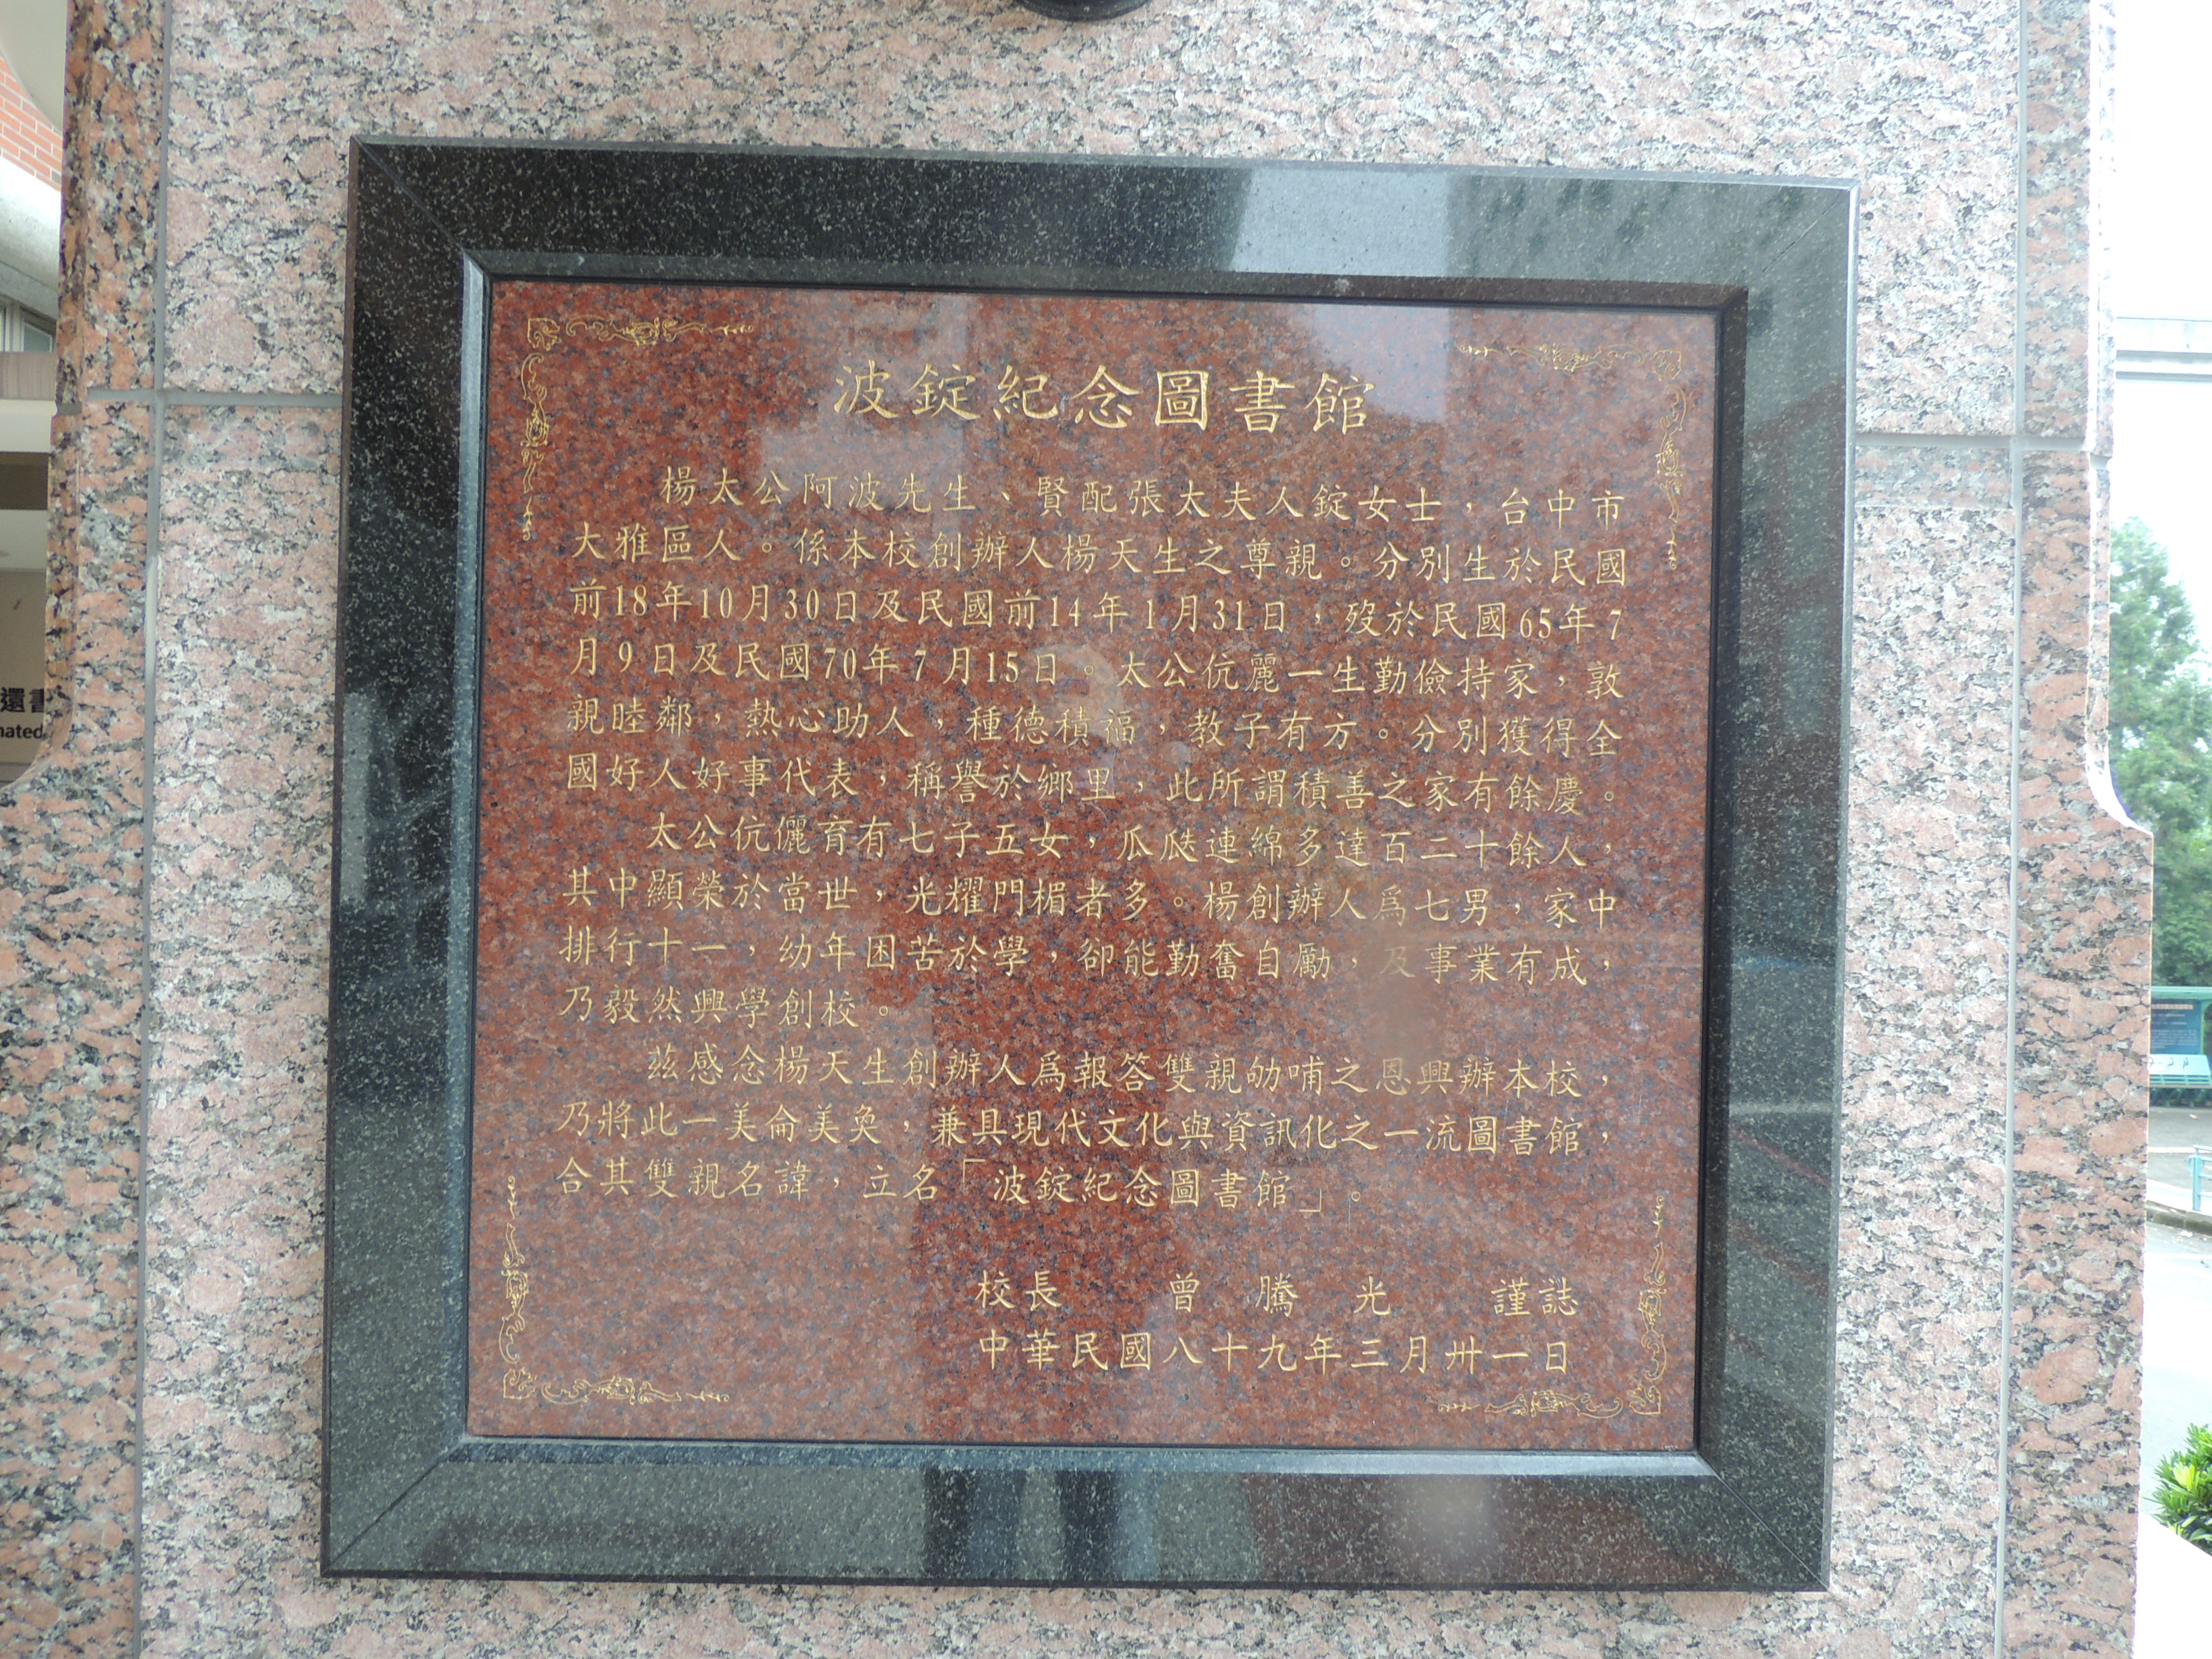 波錠紀念圖書館
楊太公阿波先生、賢配張太夫人錠女士，台中市
大雅區人。係本校創辦人楊天生之尊親。分別生於民國
前18年10月30日及民國前14年1月31日，歿於民國65年7
月9日及民國70年7月15日。太公伉麗一生勤儉持家，敦
親睦鄰，熱心助人，種德積福，教子有方。分別獲得全
國好人好事代表，稱譽於鄉里，此所謂積善之家有餘慶。
太公伉儷育有七子五女，瓜瓞連綿多達百二十餘人，
其中顯榮於當世，光耀門楣者多。楊創辦人爲七男，家中
排行十一，幼年困苦於學，卻能勤奮自勵，及事業有成，
乃毅然興學創校。
茲感念楊天生創辦人爲報答雙親劬哺之恩興辦本校，
乃將此一美侖美奐，兼具現代文化與資訊化之一流圖書館，
合其雙親名諱，立名「波錠紀念圖書館」。
校長 曾騰光 謹誌
中華民國八十九年三月卅一日
還書
nated